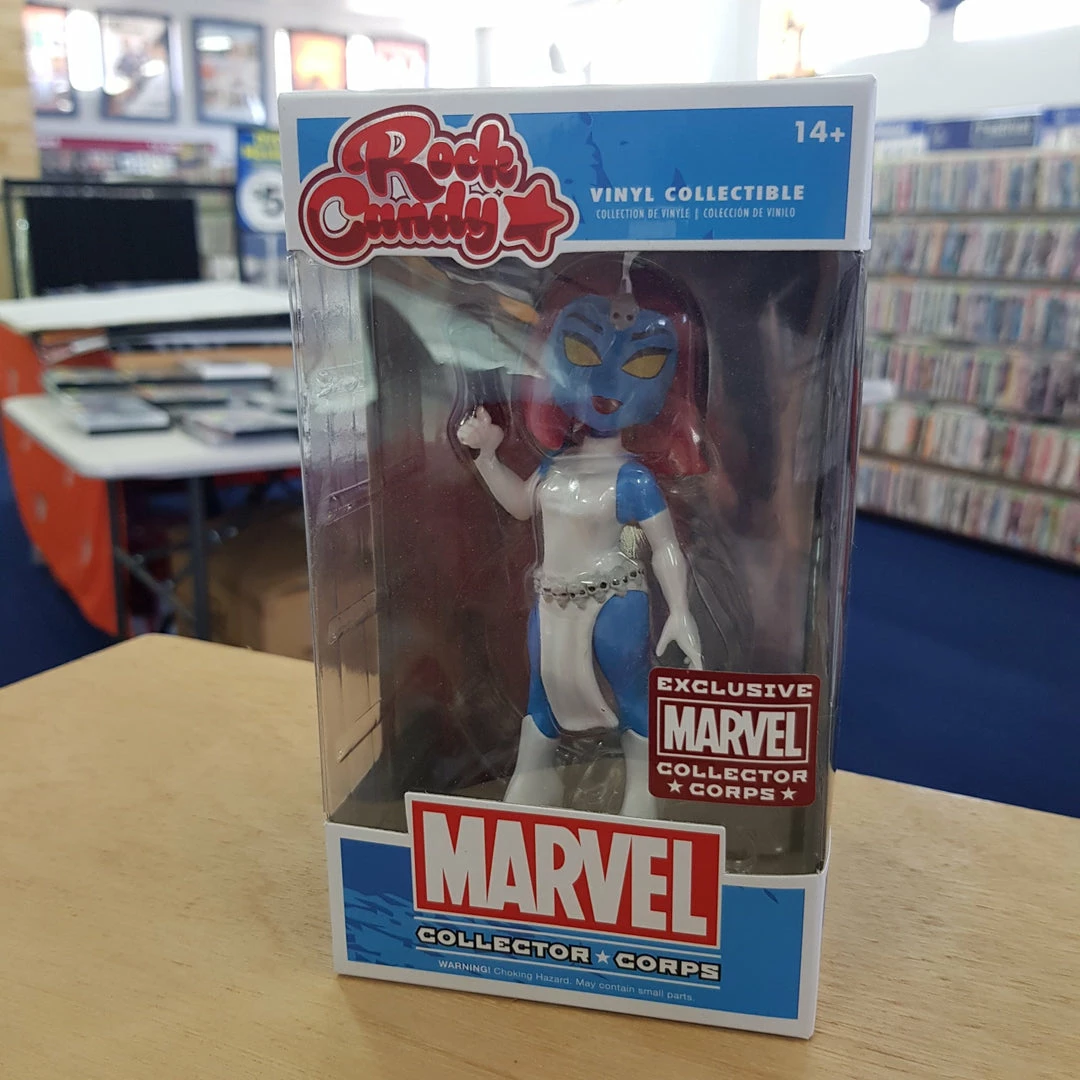 Rock
Candy
14+
VINYL COLLECTIBLE
COLLECTION DE VINYLE | COLECCIÓN DE VINILO
$5
EXCLUSIVE
MARVEL
COLLECTOR
★ CORPS ★
MARVEL
COLLECTOR ★ CORPS
WARNING! Choking Hazard. May contain small parts.